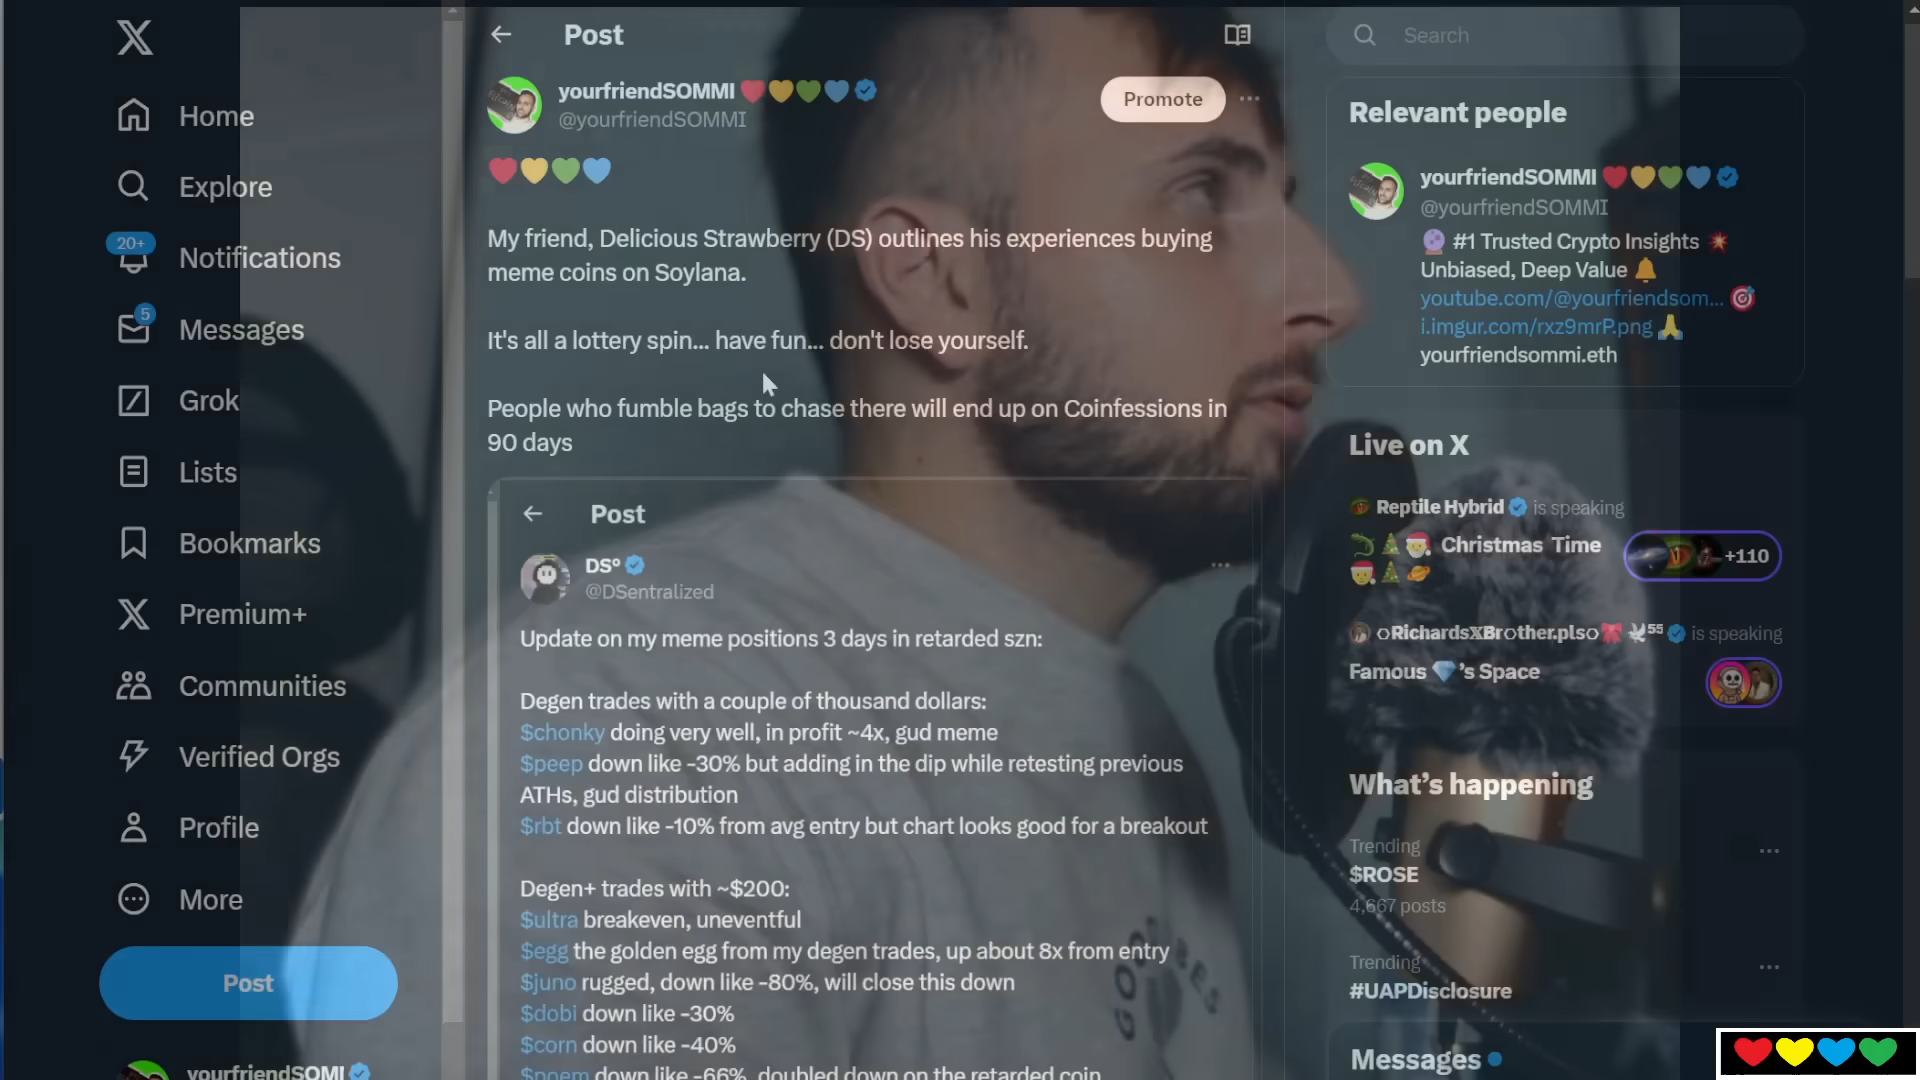 Home
Explore
20+
Notifications
5
Messages
Grok
Lists
Bookmarks
Communities
Premium+
Verified Orgs
Profile
More
Post
yourfriendSOMI
Post
yourfriendSOMMI
@yourfriendSOMMI
Promote
My friend, Delicious Strawberry (DS) outlines his experiences buying
meme coins on Soylana.
It's all a lottery spin... have fun... don't lose yourself.
People who fumble bags to chase there will end up on Coinfessions in
90 days
Post
DS°
@DSentralized
Update on my meme positions 3 days in retarded szn:
Degen trades with a couple of thousand dollars:
$chonky doing very well, in profit ~4x, gud meme
$peep down like -30% but adding in the dip while retesting previous
ATHs, gud distribution
$rbt down like -10% from avg entry but chart looks good for a breakout
Degen+ trades with ~$200:
$ultra breakeven, uneventful
$egg the golden egg from my degen trades, up about 8x from entry
$juno rugged, down like -80%, will close this down
$dobi down like -30%
$corn down like -40%
$poem down like -66%, doubled down on the retarded coin
Search
Relevant people
yourfriendSOMMI
@yourfriendSOMMI
#1 Trusted Crypto Insights
Unbiased, Deep Value
youtube.com/@yourfriendsom...
i.imgur.com/rxz9mrP.png
yourfriendsommi.eth
Live on X
Reptile Hybrid is speaking
Christmas Time
+110
RichardsXBrother.pls 55 is speaking
Famous 's Space
What's happening
Trending
$ROSE
4,667 posts
Trending
#UAPDisclosure
Messages